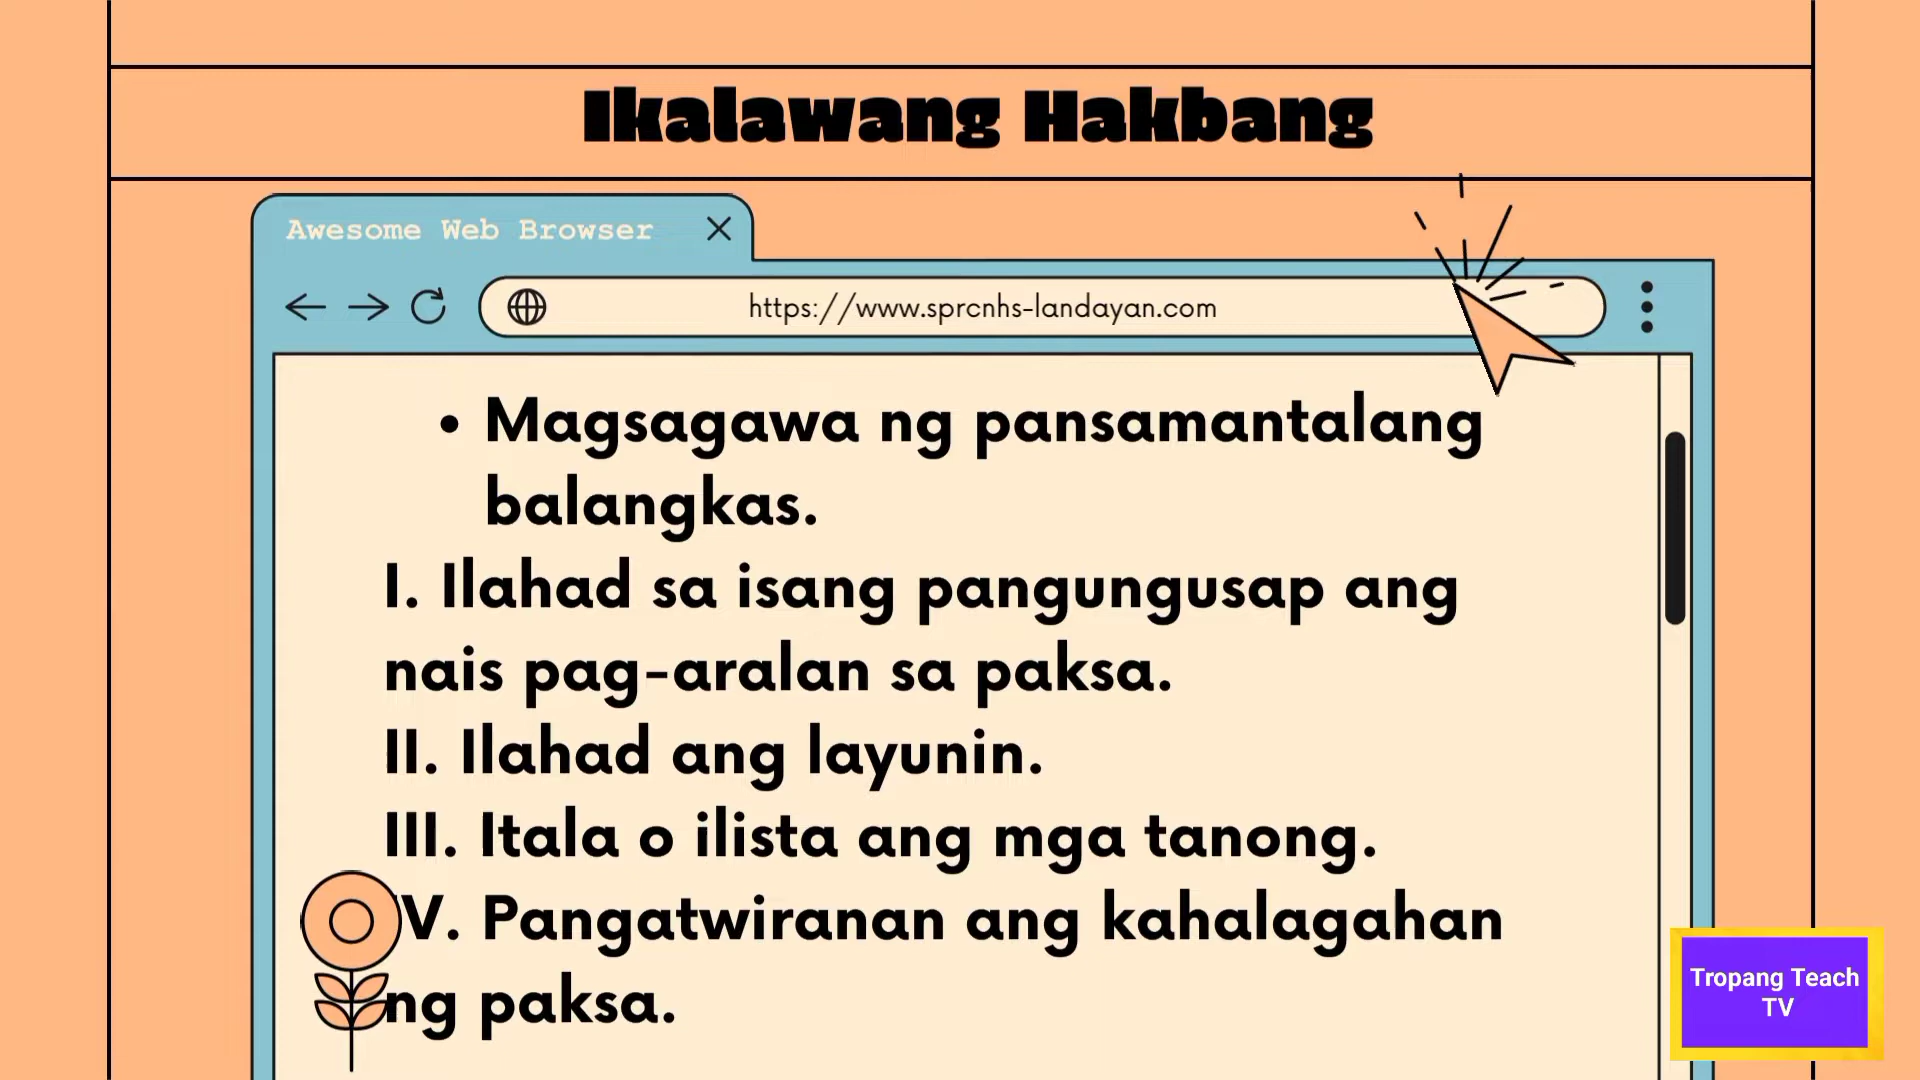 Ikalawang Hakbang
Awesome Web Browser
https://www.sprcnhs-landayan.com
• Magsagawa ng pansamantalang
balangkas.
I. Ilahad sa isang pangungusap ang
nais pag-aralan sa paksa.
II. Ilahad ang layunin.
III. Itala o ilista ang mga tanong.
IV. Pangatwiranan ang kahalagahan
ng paksa.
Tropang Teach
TV